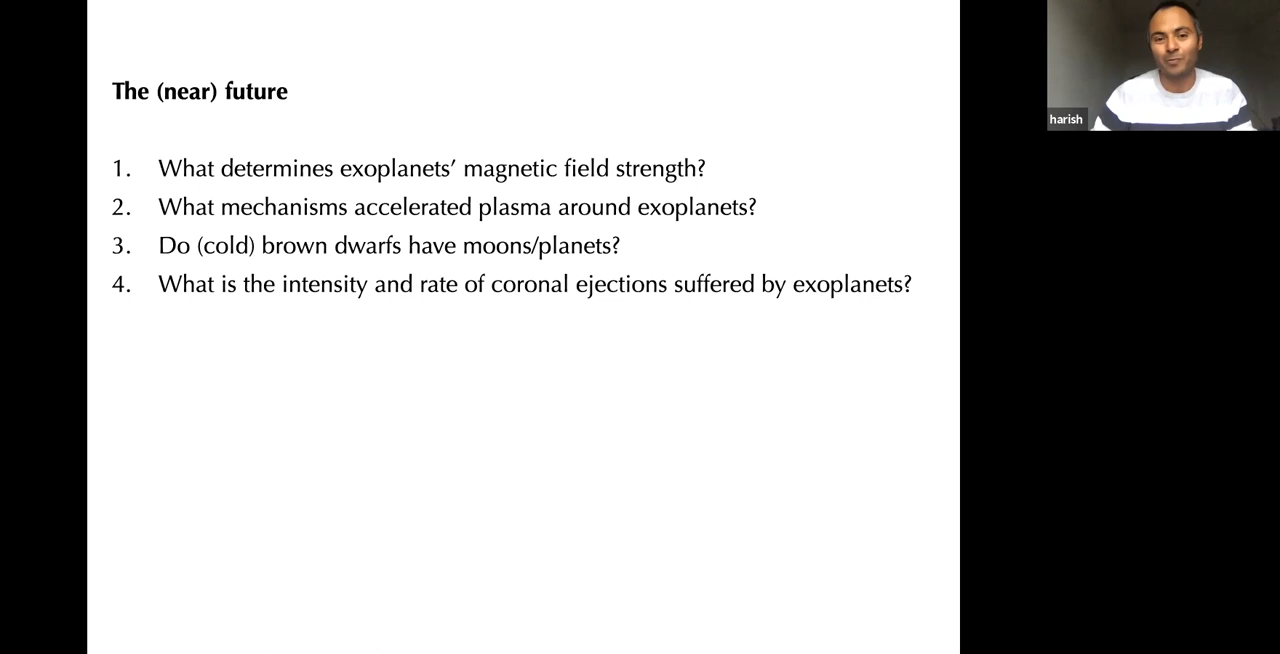 The (near) future
1. What determines exoplanets’ magnetic field strength?
2. What mechanisms accelerated plasma around exoplanets?
3. Do (cold) brown dwarfs have moons/planets?
4. What is the intensity and rate of coronal ejections suffered by exoplanets?
harish